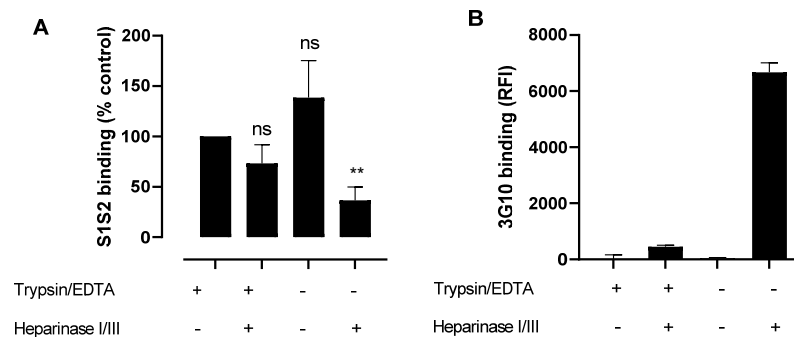 A
S1S2 binding (% control)
200
150
100
50
0
ns
ns
**
Trypsin/EDTA + + - -
Heparinase I/III - + - +
B
3G10 binding (RFI)
8000
6000
4000
2000
0
Trypsin/EDTA + + - -
Heparinase I/III - + - +